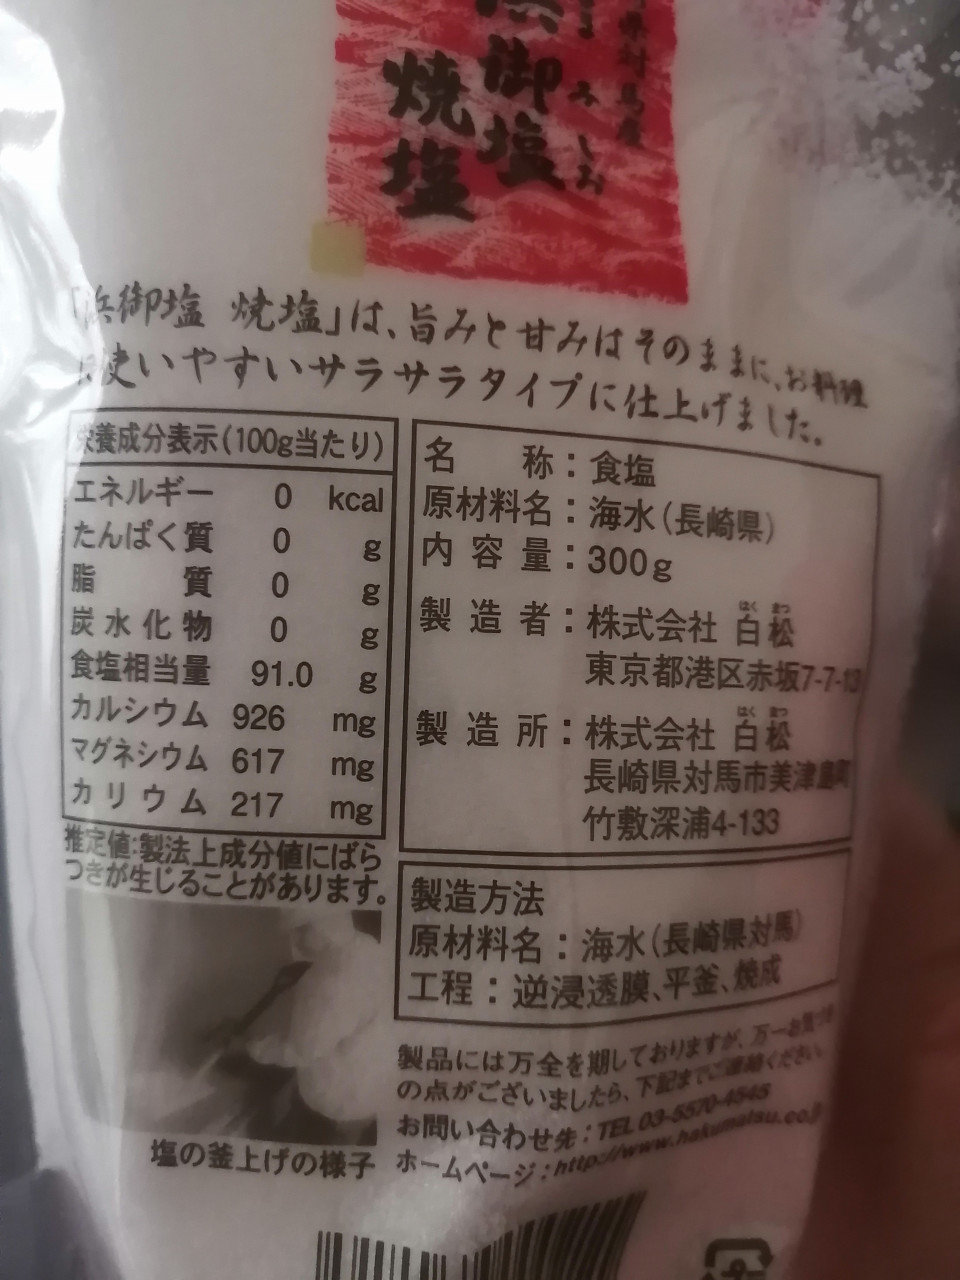 浜御塩
焼塩
みしお
「浜御塩 焼塩」は、旨みと甘みはそのままに、お料理
に使いやすいサラサラタイプに仕上げました。
栄養成分表示(100g当たり)
エネルギー 0 kcal
たんぱく質 0 g
脂質 0 g
炭水化物 0 g
食塩相当量 91.0 g
カルシウム 926 mg
マグネシウム 617 mg
カリウム 217 mg
推定値:製法上成分値にばら
つきが生じることがあります。
塩の釜上げの様子
名称:食塩
原材料名:海水(長崎県)
内容量:300g
はくまつ
製造者:株式会社 白松
東京都港区赤坂7-7-13
はくまつ
製造所:株式会社 白松
長崎県対馬市美津島町
竹敷深浦4-133
製造方法
原材料名:海水(長崎県対馬)
工程:逆浸透膜、平釜、焼成
製品には万全を期しておりますが、万一お気づき
の点がございましたら、下記までご連絡ください。
お問い合わせ先:TEL 03-5570-4545
ホームページ:http://www.hakumatsu.co.j